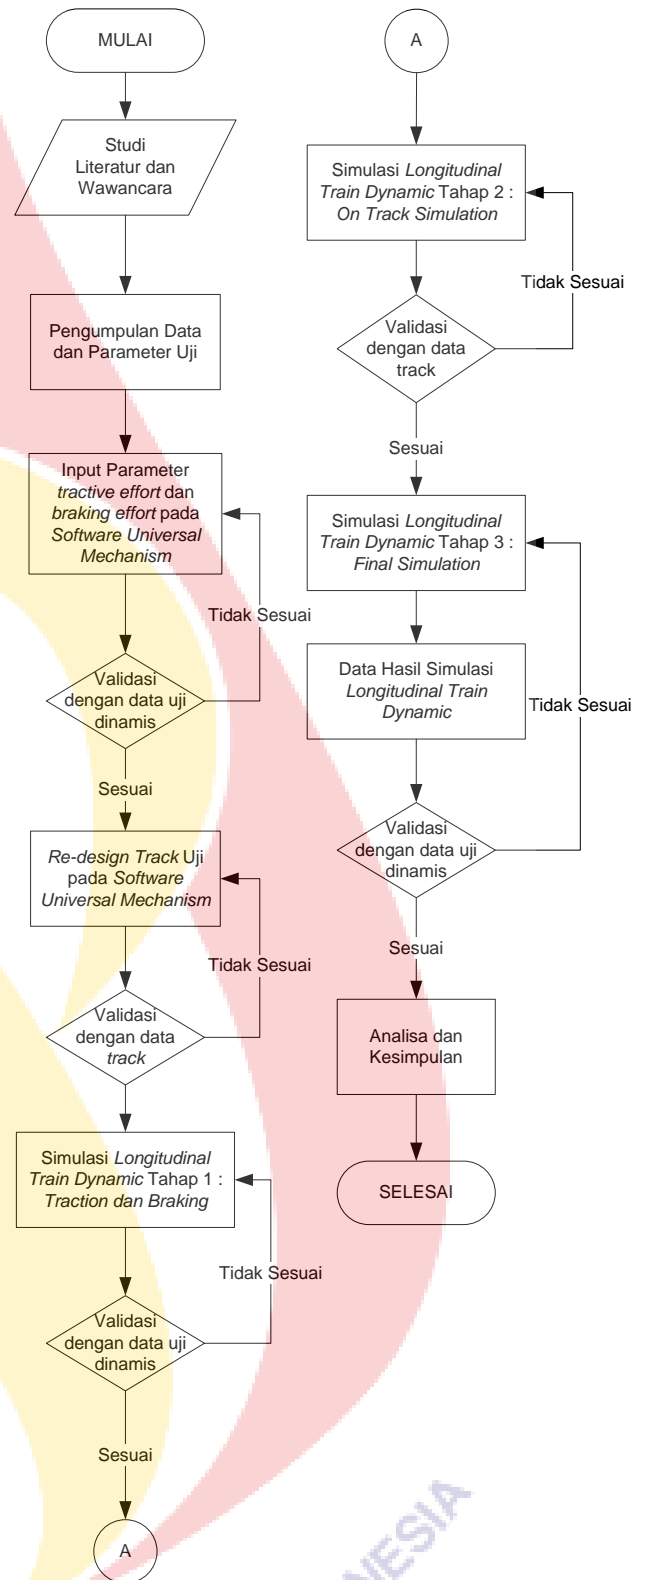 MULAI
Studi
Literatur dan
Wawancara
Pengumpulan Data
dan Parameter Uji
Input Parameter
tractive effort dan
braking effort pada
Software Universal
Mechanism
Tidak Sesuai
Validasi
dengan data uji
dinamis
Sesuai
Re-design Track Uji
pada Software
Universal Mechanism
Tidak Sesuai
Validasi
dengan data
track
Simulasi Longitudinal
Train Dynamic Tahap 1 :
Traction dan Braking
Tidak Sesuai
Validasi
dengan data uji
dinamis
Sesuai
A
A
Simulasi Longitudinal
Train Dynamic Tahap 2 :
On Track Simulation
Tidak Sesuai
Validasi
dengan data
track
Sesuai
Simulasi Longitudinal
Train Dynamic Tahap 3 :
Final Simulation
Data Hasil Simulasi
Longitudinal Train
Dynamic
Tidak Sesuai
Validasi
dengan data uji
dinamis
Sesuai
Analisa dan
Kesimpulan
SELESAI